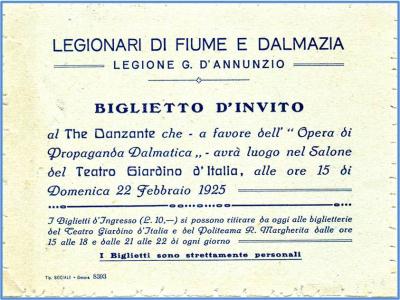 LEGIONARI DI FIUME E DALMAZIA
LEGIONE G. D'ANNUNZIO
BIGLIETTO D'INVITO
al The Danzante che - a favore dell' "Opera di
Propaganda Dalmatica „ - avrà luogo nel Salone
del Teatro Giardino d'Italia, alle ore 15 di
Domenica 22 Febbraio 1925
I Biglietti d'Ingresso (L. 10,—) si possono ritirare da oggi alle biglietterie
del Teatro Giardino d'Italia e del Politeama R. Margherita dalle ore
15 alle 18 e dalle 21 alle 22 di ogni giorno
I Biglietti sono strettamente personali
Tip. SOCIALE - Genova 8393